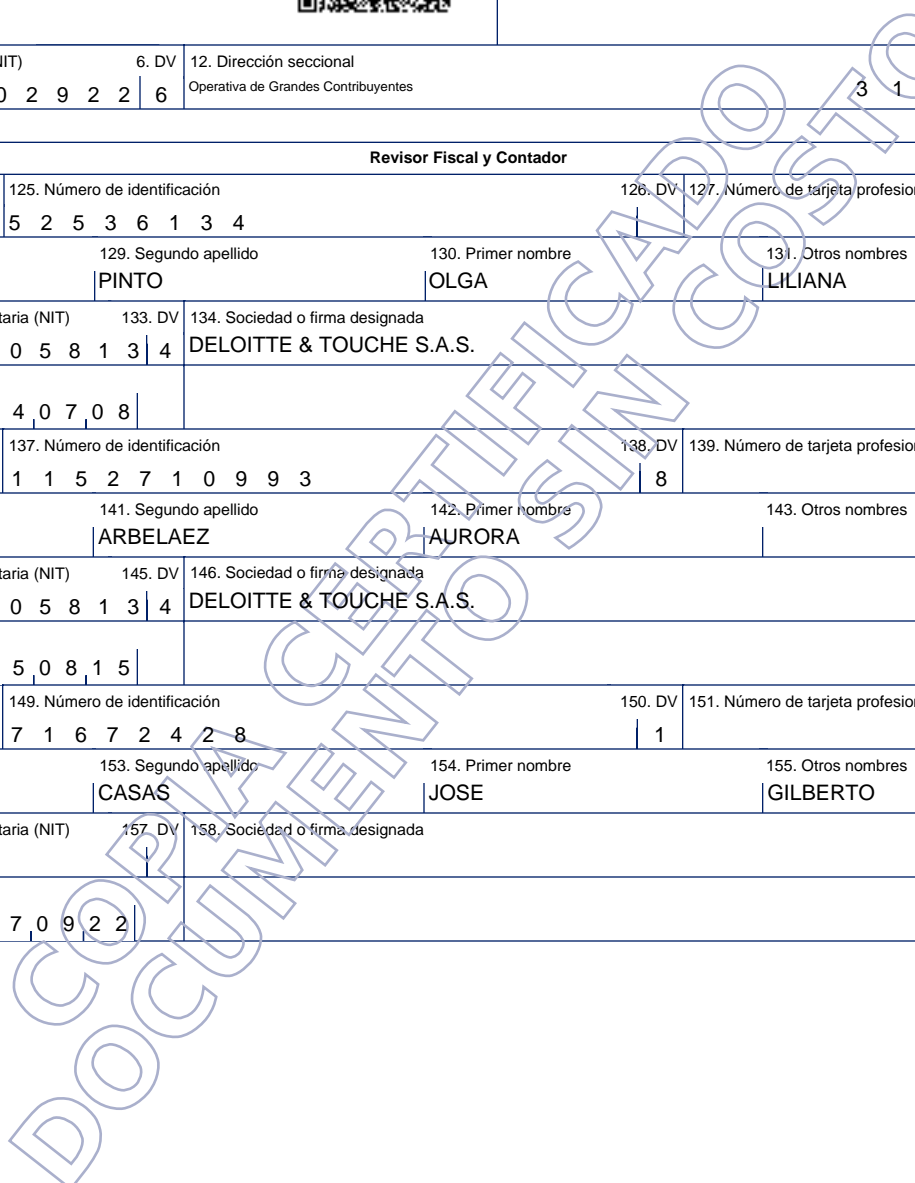 NIT) 6. DV 12. Dirección seccional
0 2 9 2 2 6 Operativa de Grandes Contribuyentes 3 1
Revisor Fiscal y Contador
125. Número de identificación 126. DV 127. Número de tarjeta profesion
5 2 5 3 6 1 3 4
129. Segundo apellido 130. Primer nombre 131. Otros nombres
PINTO OLGA LILIANA
taria (NIT) 133. DV 134. Sociedad o firma designada
0 5 8 1 3 4 DELOITTE & TOUCHE S.A.S.
4 0 7 0 8
137. Número de identificación 138. DV 139. Número de tarjeta profesion
1 1 5 2 7 1 0 9 9 3 8
141. Segundo apellido 142. Primer nombre 143. Otros nombres
ARBELAEZ AURORA
taria (NIT) 145. DV 146. Sociedad o firma designada
0 5 8 1 3 4 DELOITTE & TOUCHE S.A.S.
5 0 8 1 5
149. Número de identificación 150. DV 151. Número de tarjeta profesion
7 1 6 7 2 4 2 8 1
153. Segundo apellido 154. Primer nombre 155. Otros nombres
CASAS JOSE GILBERTO
taria (NIT) 157. DV 158. Sociedad o firma designada
7 0 9 2 2
COPIA CERTIFICADO
DOCUMENTO SIN COSTO